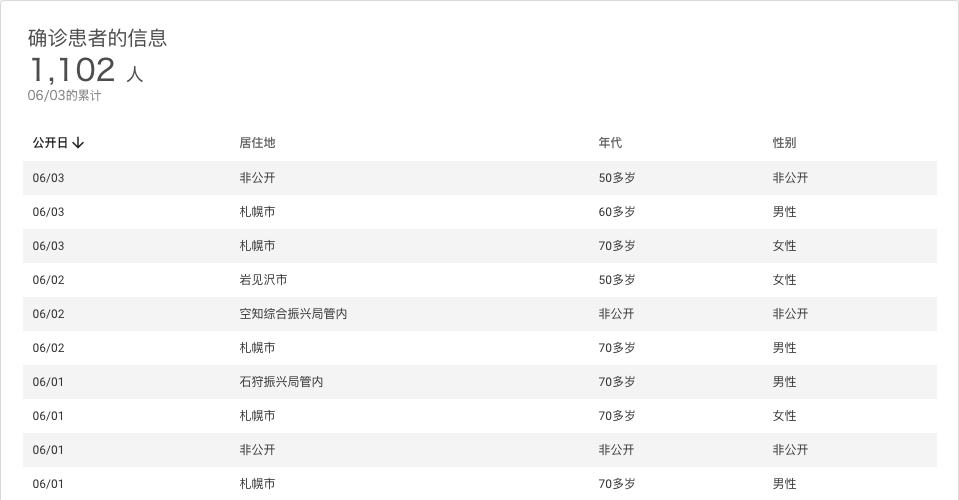 确诊患者的信息
1,102 人
06/03的累计
公开日 居住地 年代 性别
06/03 非公开 50多岁 非公开
06/03 札幌市 60多岁 男性
06/03 札幌市 70多岁 女性
06/02 岩见沢市 50多岁 女性
06/02 空知综合振兴局管内 非公开 非公开
06/02 札幌市 70多岁 男性
06/01 石狩振兴局管内 70多岁 男性
06/01 札幌市 70多岁 女性
06/01 非公开 非公开 非公开
06/01 札幌市 70多岁 男性